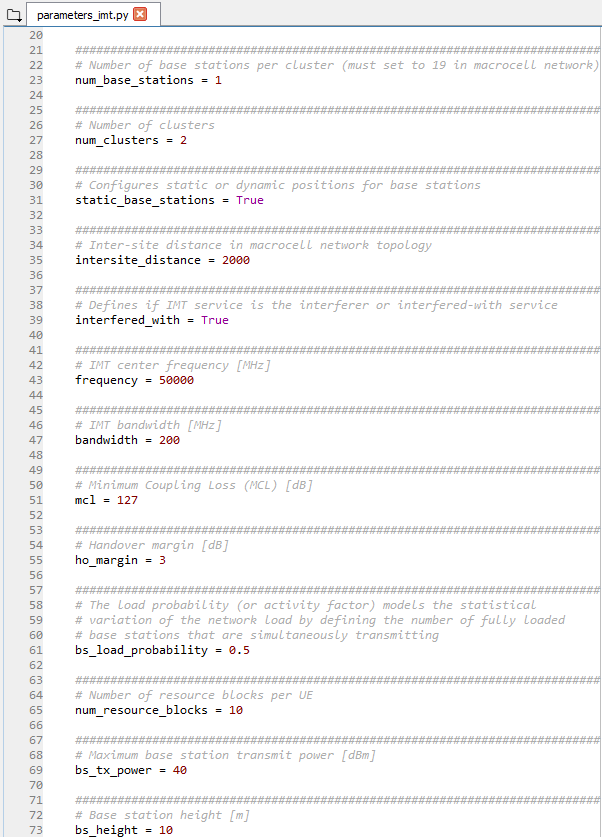 parameters_imt.py
20
21 ##########################################################################
22 # Number of base stations per cluster (must set to 19 in macrocell network)
23 num_base_stations = 1
24
25 ##########################################################################
26 # Number of clusters
27 num_clusters = 2
28
29 ##########################################################################
30 # Configures static or dynamic positions for base stations
31 static_base_stations = True
32
33 ##########################################################################
34 # Inter-site distance in macrocell network topology
35 intersite_distance = 2000
36
37 ##########################################################################
38 # Defines if IMT service is the interferer or interfered-with service
39 interfered_with = True
40
41 ##########################################################################
42 # IMT center frequency [MHz]
43 frequency = 50000
44
45 ##########################################################################
46 # IMT bandwidth [MHz]
47 bandwidth = 200
48
49 ##########################################################################
50 # Minimum Coupling Loss (MCL) [dB]
51 mcl = 127
52
53 ##########################################################################
54 # Handover margin [dB]
55 ho_margin = 3
56
57 ##########################################################################
58 # The load probability (or activity factor) models the statistical
59 # variation of the network load by defining the number of fully loaded
60 # base stations that are simultaneously transmitting
61 bs_load_probability = 0.5
62
63 ##########################################################################
64 # Number of resource blocks per UE
65 num_resource_blocks = 10
66
67 ##########################################################################
68 # Maximum base station transmit power [dBm]
69 bs_tx_power = 40
70
71 ##########################################################################
72 # Base station height [m]
73 bs_height = 10